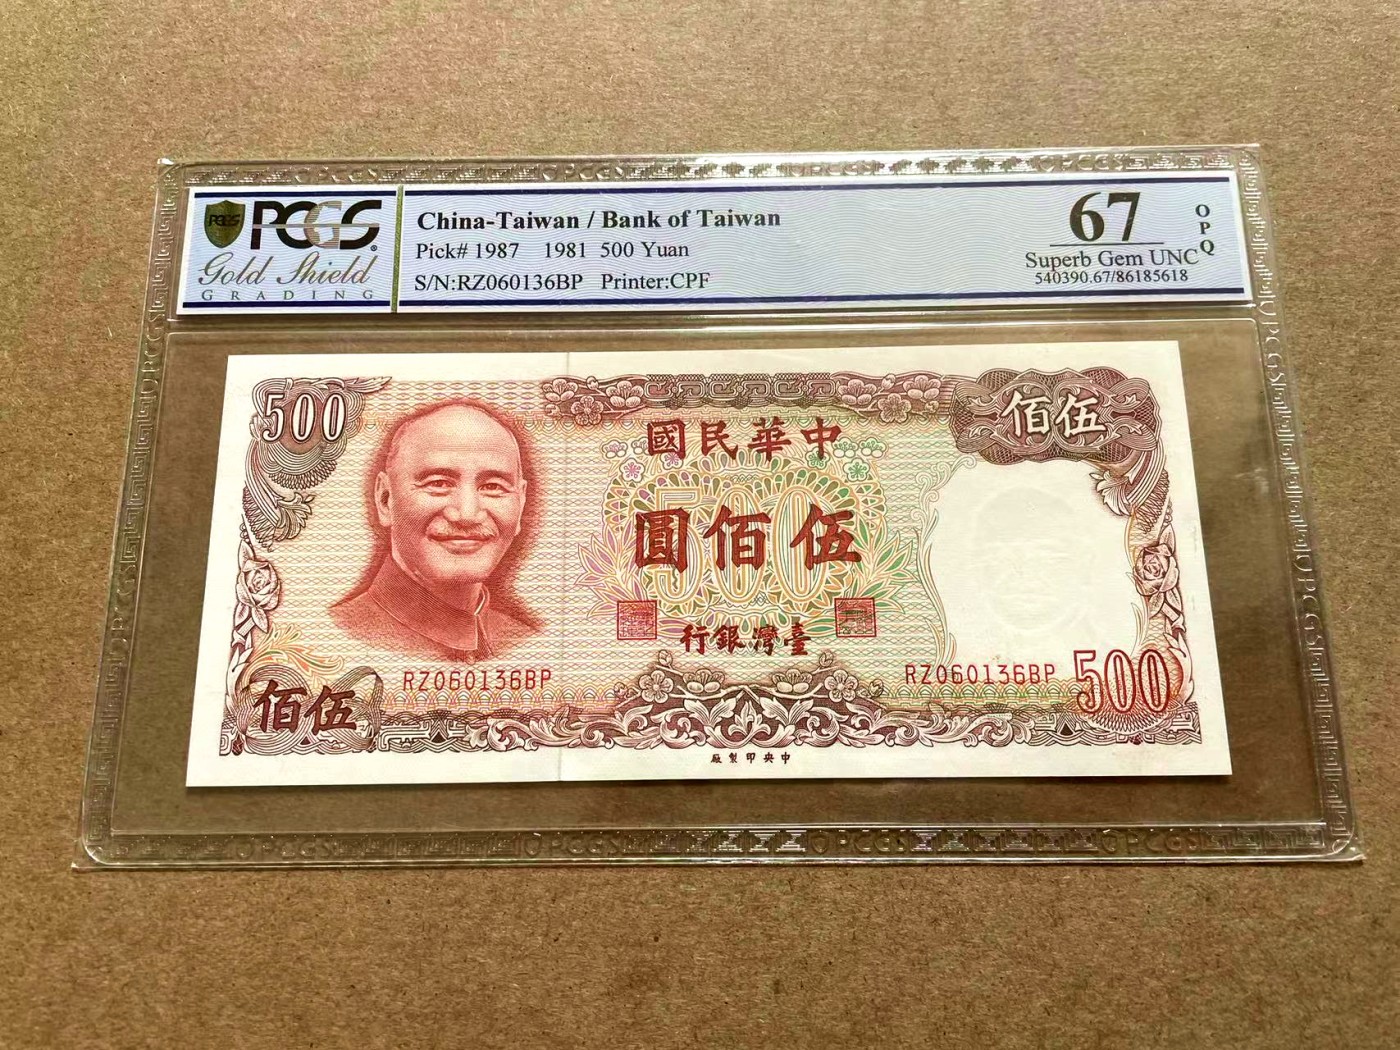 PCGS
Gold Shield
GRADING
China-Taiwan / Bank of Taiwan
Pick# 1987 1981 500 Yuan
S/N:RZ060136BP Printer:CPF
67
Superb Gem UNC
OPQ
540390.67/86185618
500
佰伍
國民華中
圓佰伍
行銀灣臺
RZ060136BP
RZ060136BP
佰伍
500
廠製印央中